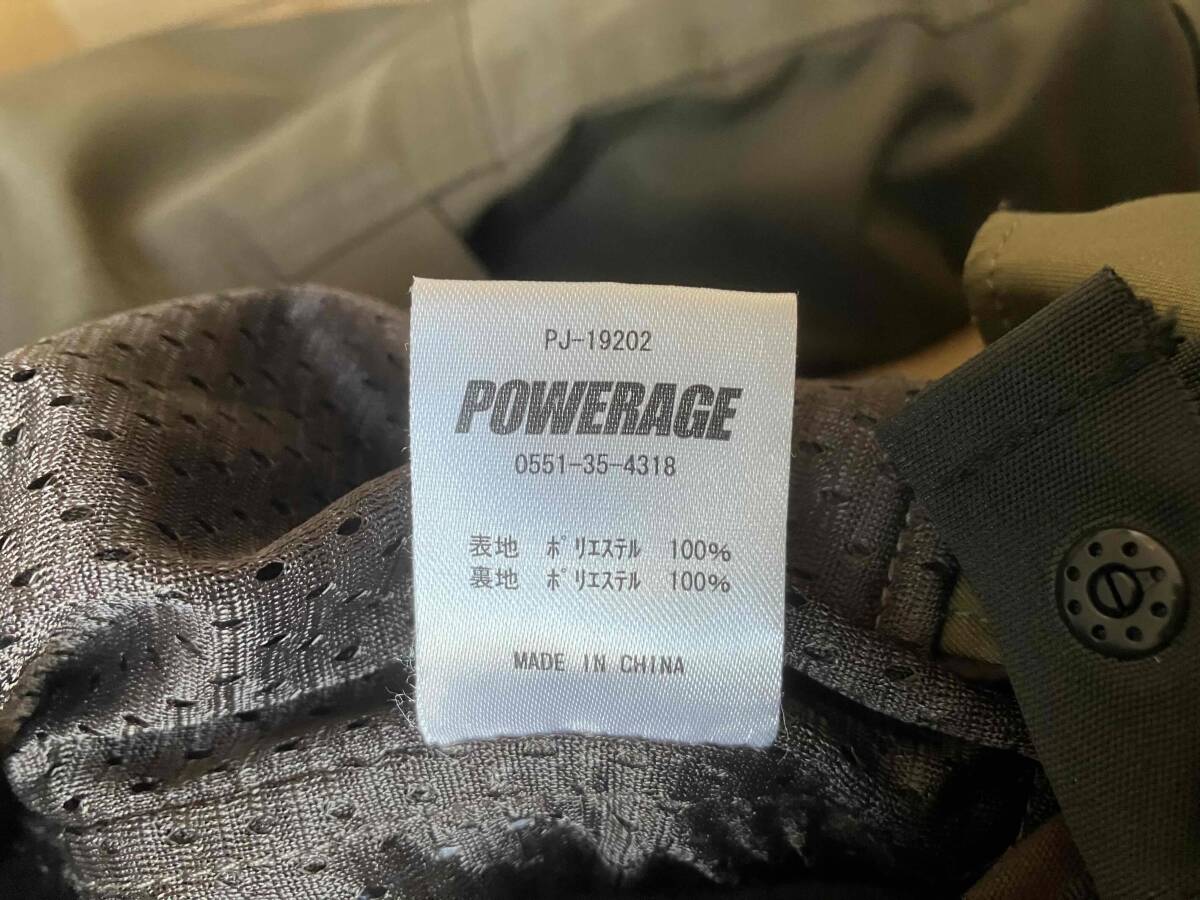 PJ-19202
POWERAGE
0551-35-4318
表地 ﾎﾟﾘｴｽﾃﾙ 100%
裏地 ﾎﾟﾘｴｽﾃﾙ 100%
MADE IN CHINA